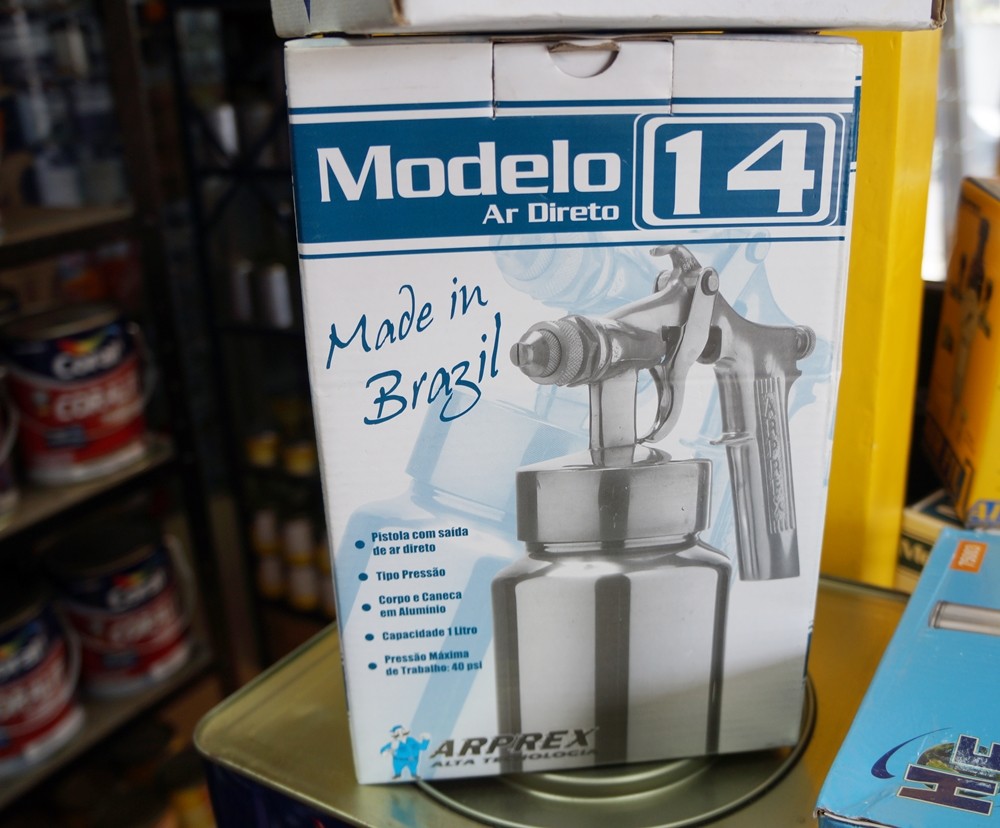 Modelo 14
Ar Direto
Made in
Brazil
ARPREX
Pistola com saída
de ar direto
Tipo Pressão
Corpo e Caneca
em Alumínio
Capacidade 1 Litro
Pressão Máxima
de Trabalho: 40 psi
ARPREX
ALTA TECNOLOGIA
Coral
CORAL
Coral